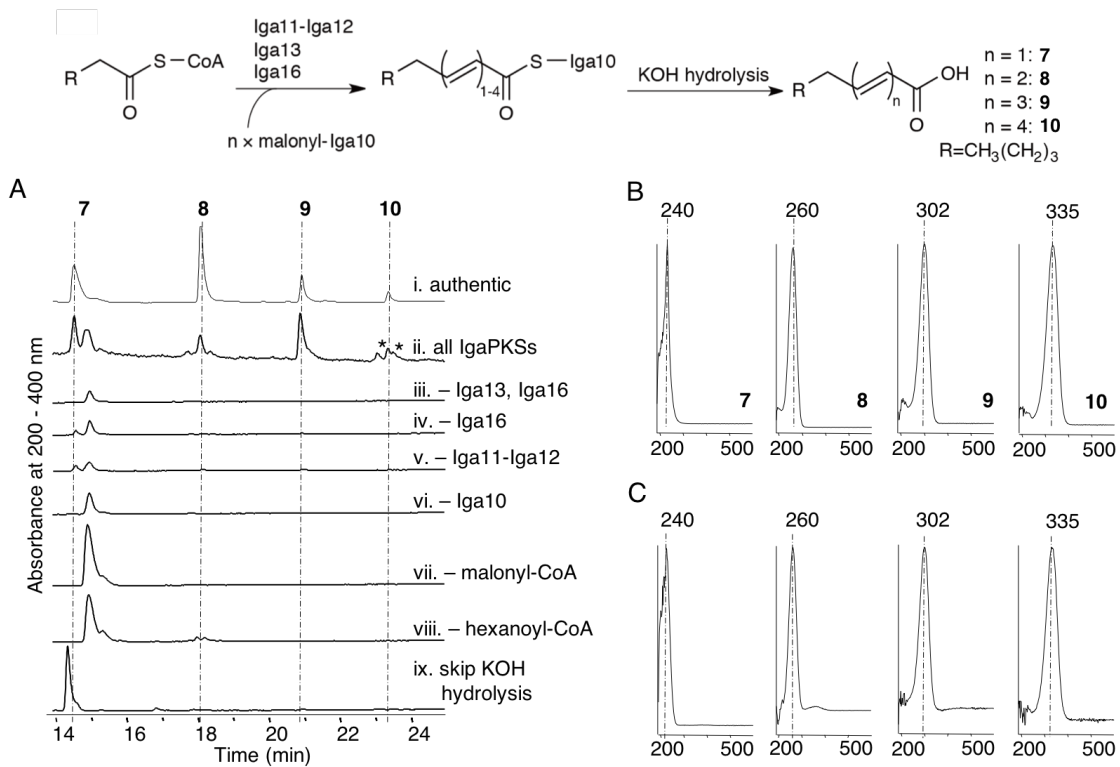 Iga11-Iga12
Iga13
Iga16
n × malonyl-Iga10
R
O
S
CoA
R
1-4
O
S
Iga10
KOH hydrolysis
R
n
O
OH
n = 1: 7
n = 2: 8
n = 3: 9
n = 4: 10
R=CH3(CH2)3
A
7 8 9 10
i. authentic
* * ii. all IgaPKSs
iii. – Iga13, Iga16
iv. – Iga16
v. – Iga11-Iga12
vi. – Iga10
vii. – malonyl-CoA
viii. – hexanoyl-CoA
ix. skip KOH
hydrolysis
Absorbance at 200 - 400 nm
14 16 18 20 22 24
Time (min)
B
240 260 302 335
7 8 9 10
200 500 200 500 200 500 200 500
C
240 260 302 335
200 500 200 500 200 500 200 500